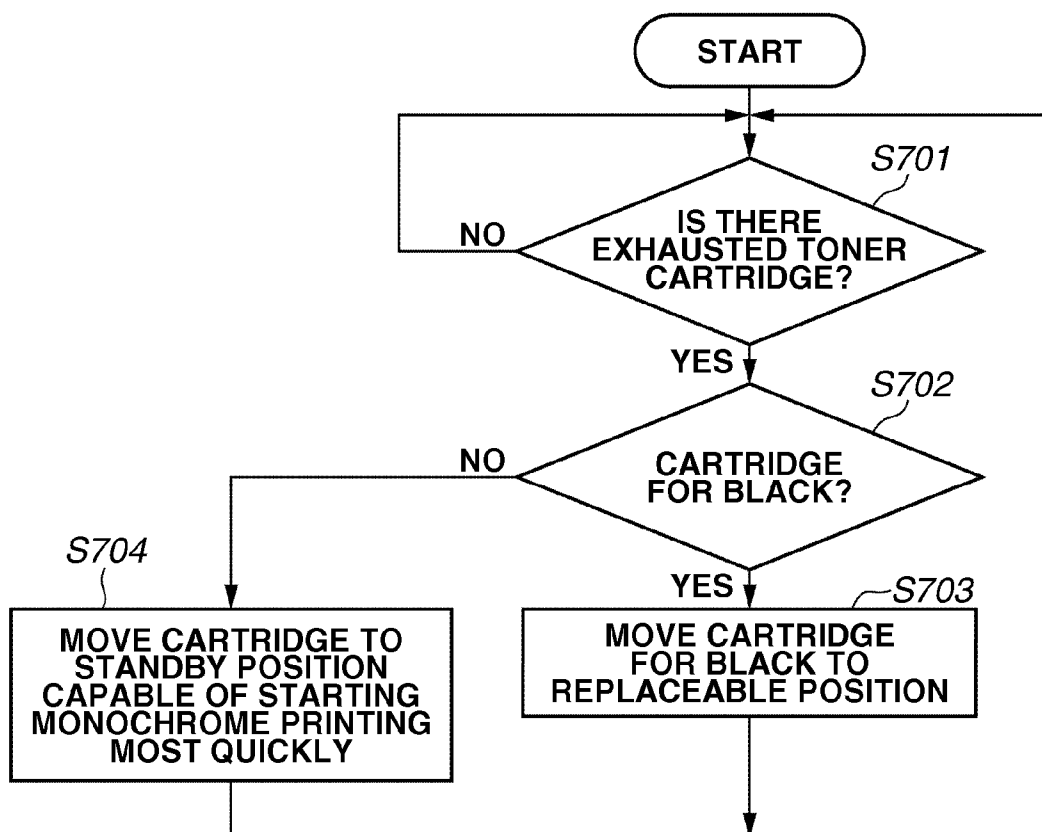 START
S701
IS THERE
EXHAUSTED TONER
CARTRIDGE?
NO
YES
S702
CARTRIDGE
FOR BLACK?
NO
YES
S704
MOVE CARTRIDGE TO
STANDBY POSITION
CAPABLE OF STARTING
MONOCHROME PRINTING
MOST QUICKLY
S703
MOVE CARTRIDGE
FOR BLACK TO
REPLACEABLE POSITION